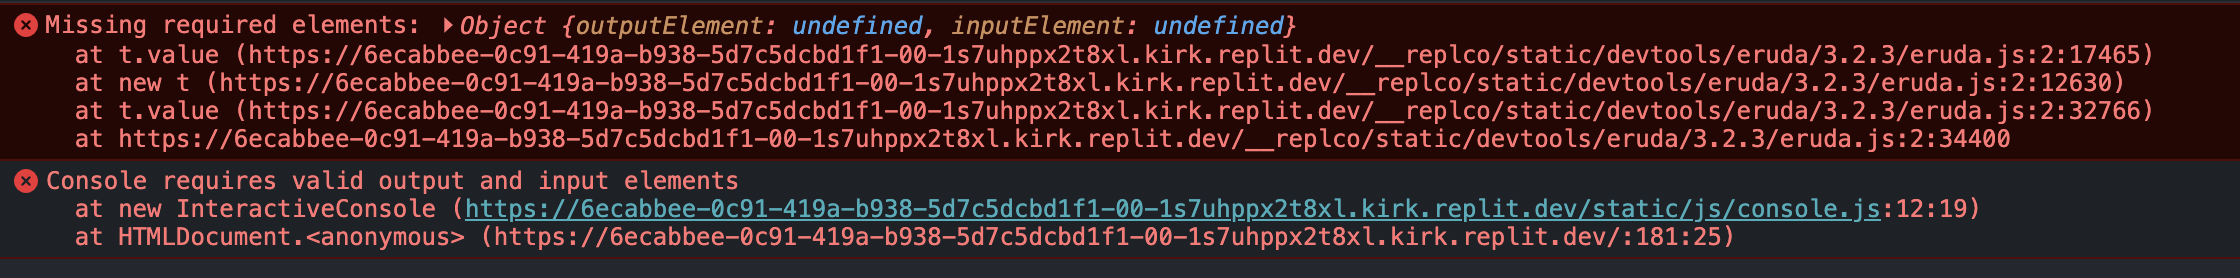 Missing required elements: ▶Object {outputElement: undefined, inputElement: undefined}
at t.value (https://6ecabbee-0c91-419a-b938-5d7c5dcbd1f1-00-1s7uhppx2t8xl.kirk.replit.dev/__replco/static/devtools/eruda/3.2.3/eruda.js:2:17465)
at new t (https://6ecabbee-0c91-419a-b938-5d7c5dcbd1f1-00-1s7uhppx2t8xl.kirk.replit.dev/__replco/static/devtools/eruda/3.2.3/eruda.js:2:12630)
at t.value (https://6ecabbee-0c91-419a-b938-5d7c5dcbd1f1-00-1s7uhppx2t8xl.kirk.replit.dev/__replco/static/devtools/eruda/3.2.3/eruda.js:2:32766)
at https://6ecabbee-0c91-419a-b938-5d7c5dcbd1f1-00-1s7uhppx2t8xl.kirk.replit.dev/__replco/static/devtools/eruda/3.2.3/eruda.js:2:34400
Console requires valid output and input elements
at new InteractiveConsole (https://6ecabbee-0c91-419a-b938-5d7c5dcbd1f1-00-1s7uhppx2t8xl.kirk.replit.dev/static/js/console.js:12:19)
at HTMLDocument.<anonymous> (https://6ecabbee-0c91-419a-b938-5d7c5dcbd1f1-00-1s7uhppx2t8xl.kirk.replit.dev/:181:25)